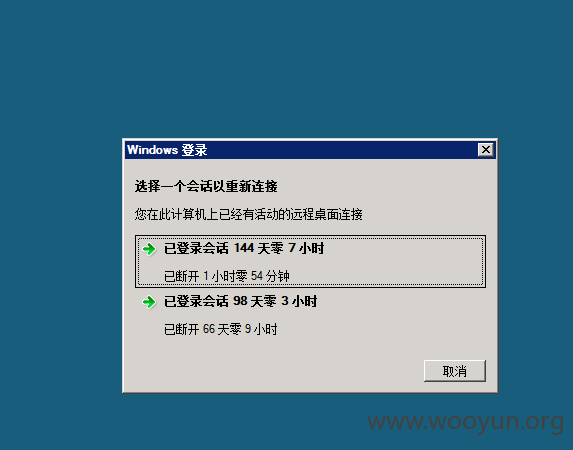 Windows 登录
选择一个会话以重新连接
您在此计算机上已经有活动的远程桌面连接
已登录会话 144 天零 7 小时
已断开 1 小时零 54 分钟
已登录会话 98 天零 3 小时
已断开 66 天零 9 小时
取消
www.wooyun.org